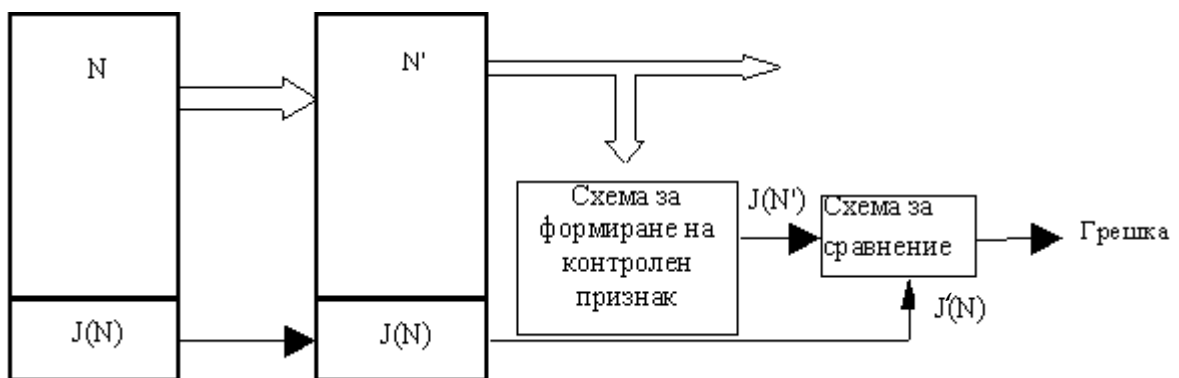 N
N'
Схема за
формиране на
контролен
признак
J(N')
Схема за
сравнение
Грешка
J(N)
J(N)
J'(N)